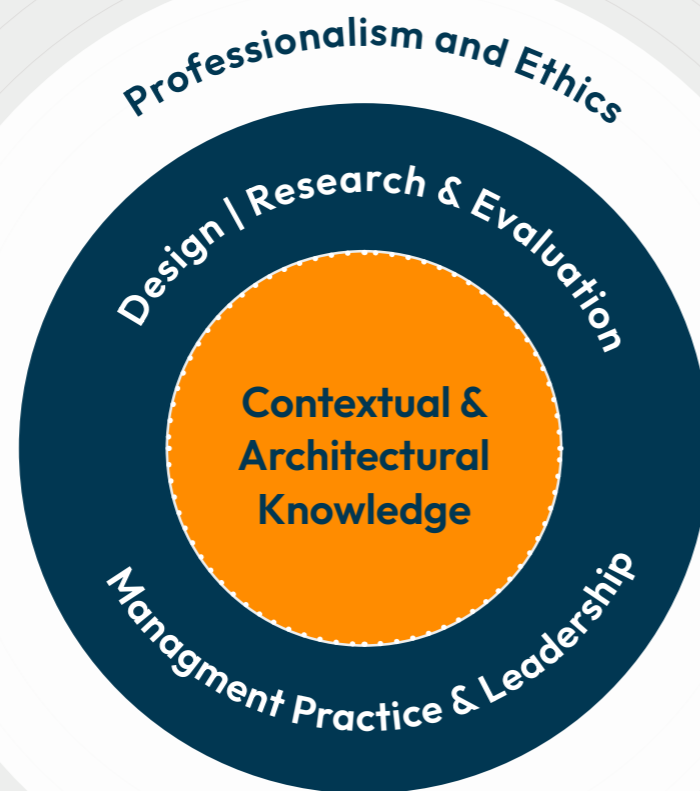 Professionalism and Ethics
Design | Research & Evaluation
Contextual &
Architectural
Knowledge
Managment Practice & Leadership